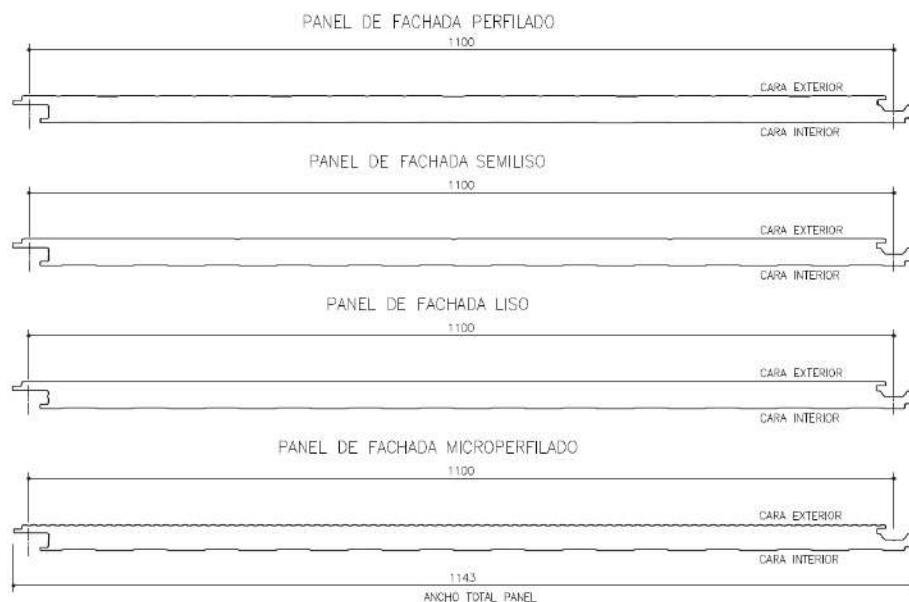 PANEL DE FACHADA PERFILADO
1100
CARA EXTERIOR
CARA INTERIOR
PANEL DE FACHADA SEMILISO
1100
CARA EXTERIOR
CARA INTERIOR
PANEL DE FACHADA LISO
1100
CARA EXTERIOR
CARA INTERIOR
PANEL DE FACHADA MICROPERFILADO
1100
CARA EXTERIOR
CARA INTERIOR
1143
ANCHO TOTAL PANEL